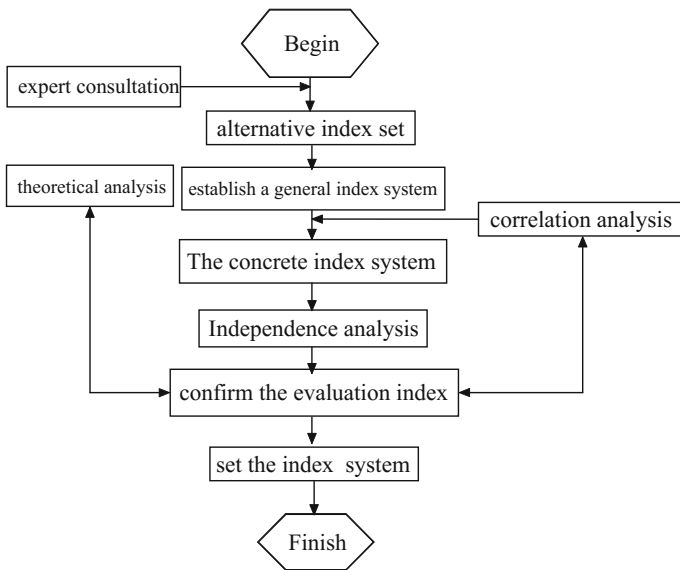 Begin
expert consultation
alternative index set
theoretical analysis
establish a general index system
correlation analysis
The concrete index system
Independence analysis
confirm the evaluation index
set the index system
Finish